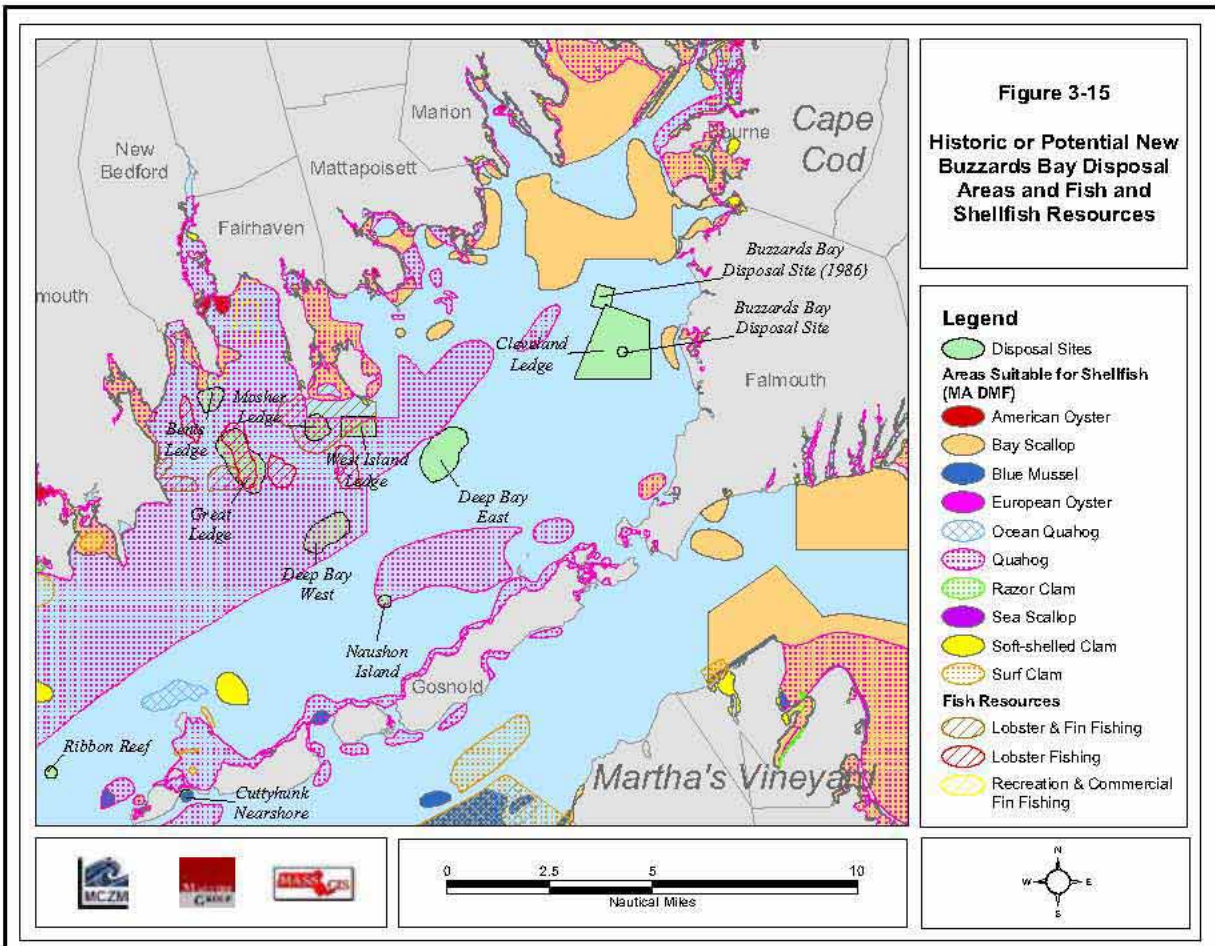 Figure 3-15
Historic or Potential New
Buzzards Bay Disposal
Areas and Fish and
Shellfish Resources
Cape
Cod
Marion
New
Bedford
Mattapoisett
Fairhaven
mouth
Buzzards Bay
Disposal Site (1986)
Buzzards Bay
Disposal Site
Cleveland
Ledge
Falmouth
Mosher
Ledge
Bents
Ledge
West Island
Ledge
Great
Ledge
Deep Bay
East
Deep Bay
West
Naushon
Island
Gosnold
Ribbon Reef
Cuttyhunk
Nearshore
Martha's Vineyard
Legend
Disposal Sites
Areas Suitable for Shellfish
(MA DMF)
American Oyster
Bay Scallop
Blue Mussel
European Oyster
Ocean Quahog
Quahog
Razor Clam
Sea Scallop
Soft-shelled Clam
Surf Clam
Fish Resources
Lobster & Fin Fishing
Lobster Fishing
Recreation & Commercial
Fin Fishing
MCZM
GROUP
MASS GIS
0 2.5 5 10
Nautical Miles
N
W E
S